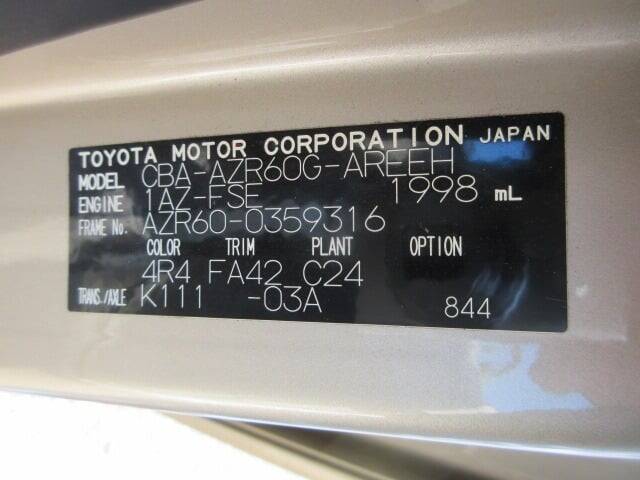 TOYOTA MOTOR CORPORATION JAPAN
MODEL CBA-AZR60G-AREEH
ENGINE 1AZ-FSE 1998 mL
FRAME No. AZR60-0359316
COLOR TRIM PLANT OPTION
4R4 FA42 C24
TRANS./AXLE K111 -03A 844